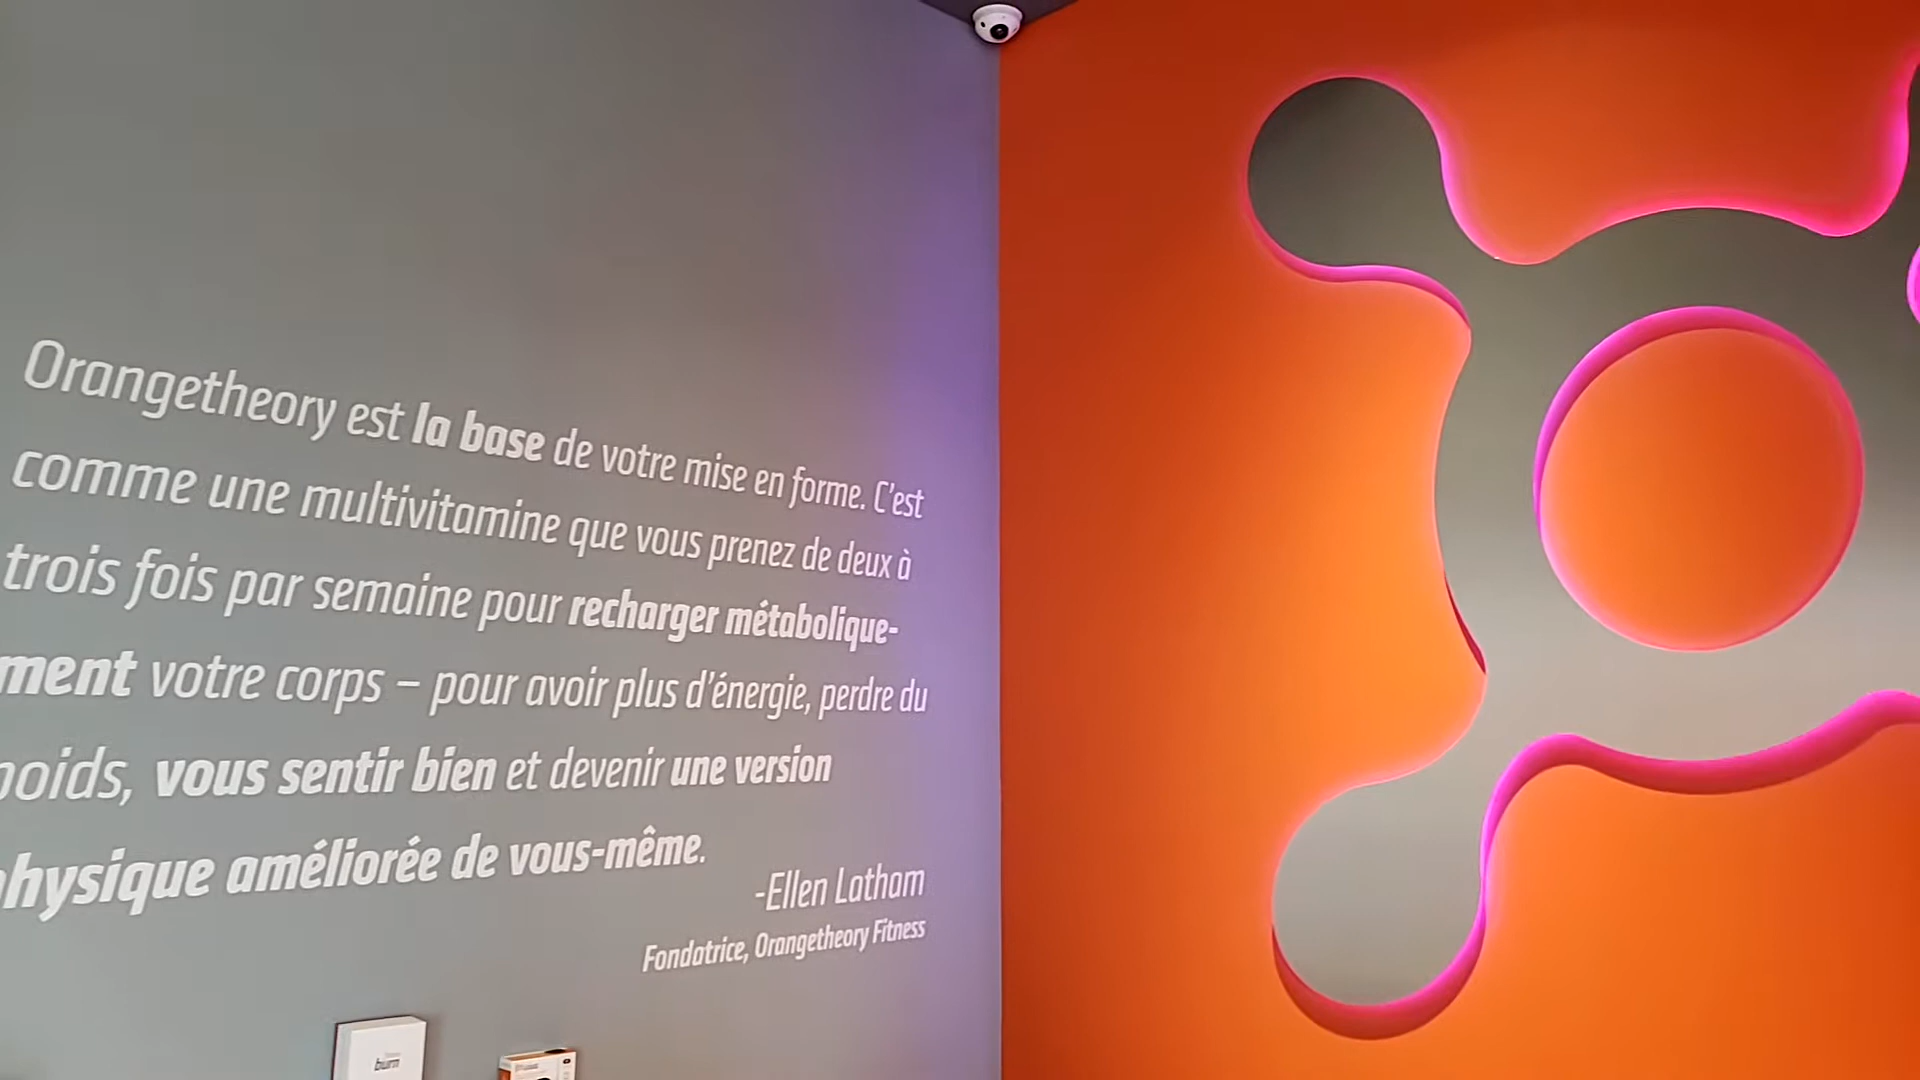 Orangetheory est la base de votre mise en forme. C'est
comme une multivitamine que vous prenez de deux à
trois fois par semaine pour recharger métabolique-
ment votre corps – pour avoir plus d'énergie, perdre du
poids, vous sentir bien et devenir une version
physique améliorée de vous-même.
-Ellen Latham
Fondatrice, Orangetheory Fitness
burn